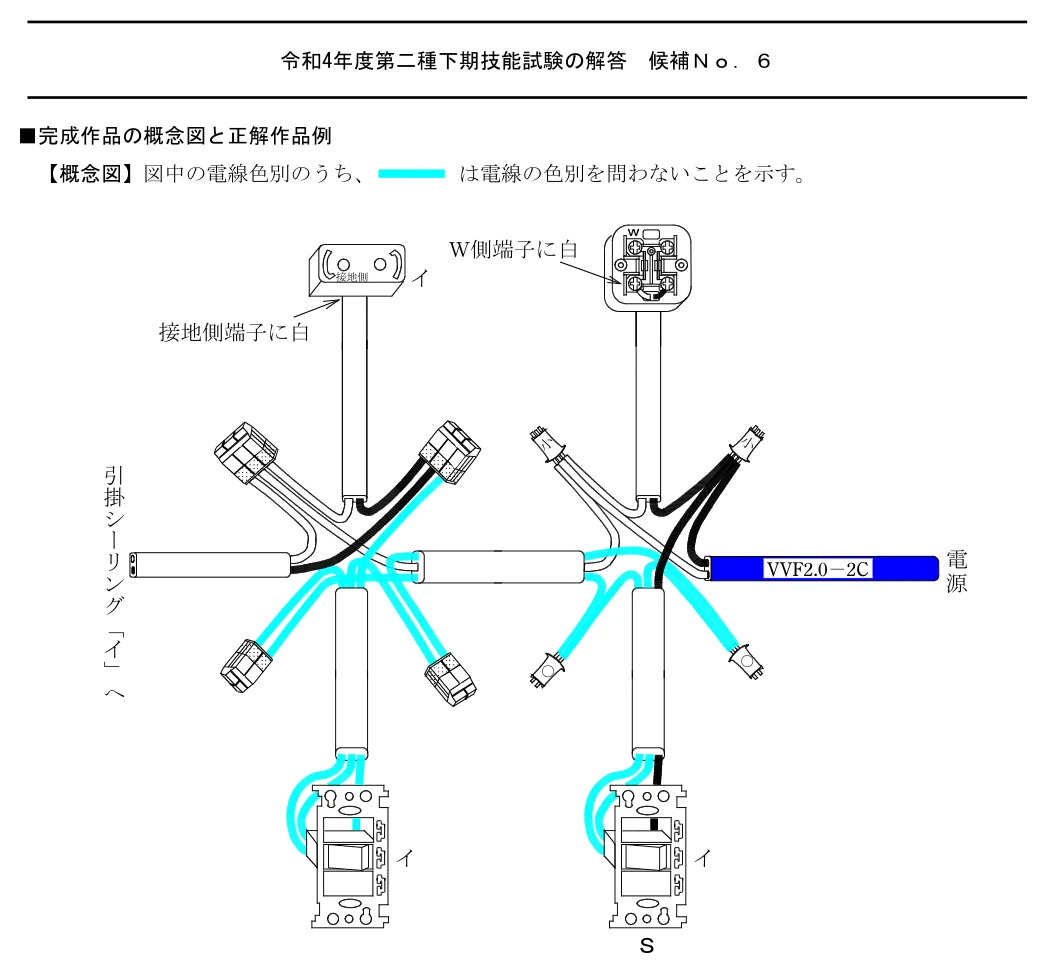 令和4年度第二種下期技能試験の解答　候補Ｎｏ．６
■完成作品の概念図と正解作品例
【概念図】図中の電線色別のうち、　は電線の色別を問わないことを示す。
W側端子に白
W
接地側
イ
接地側端子に白
小
小
引掛シーリング「イ」へ
VVF2.0－2C
電源
○
○
イ
イ
S